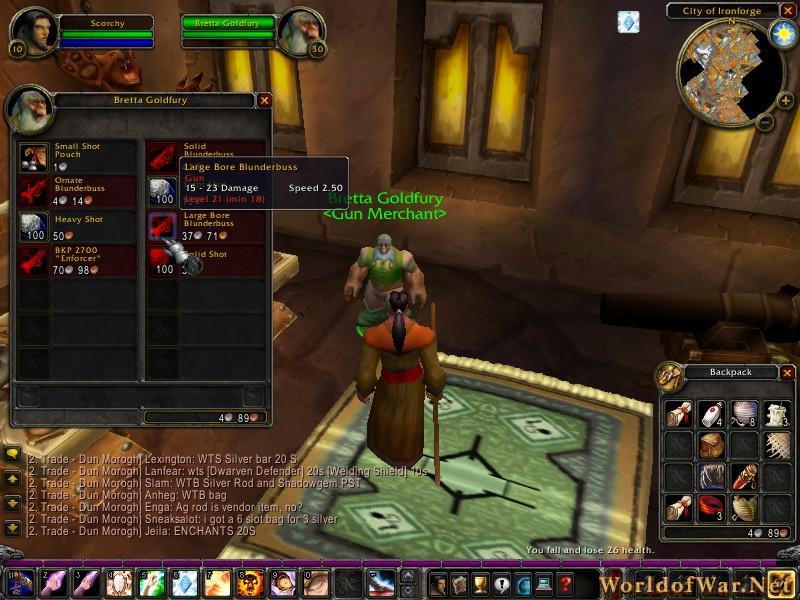 Scorchy
10
Bretta Goldfury
30
City of Ironforge
N
Bretta Goldfury
Small Shot
Pouch
1
Solid
Blunderbuss
Ornate
Blunderbuss
4 14
100
Large Bore Blunderbuss
Gun
15 - 23 Damage Speed 2.50
Level 21 (min 18)
Heavy Shot
100
50
Large Bore
Blunderbuss
37 71
BKP 2700
"Enforcer"
70 98
Solid Shot
100
4 89
Bretta Goldfury
<Gun Merchant>
Backpack
4 8 3
3
4 89
[2. Trade - Dun Morogh] Lexington: WTS Silver bar 20 S
[2. Trade - Dun Morogh] Lanfear: wts [Dwarven Defender] 20s [Welding Shield] 10s
[2. Trade - Dun Morogh] Slam: WTB Silver Rod and Shadowgem PST
[2. Trade - Dun Morogh] Anheg: WTB bag
[2. Trade - Dun Morogh] Enga: Ag rod is vendor item, no?
[2. Trade - Dun Morogh] Sneaksalot: i got a 6 slot bag for 3 silver
[2. Trade - Dun Morogh] Jeila: ENCHANTS 20S
You fall and lose 26 health.
WorldofWar.Net